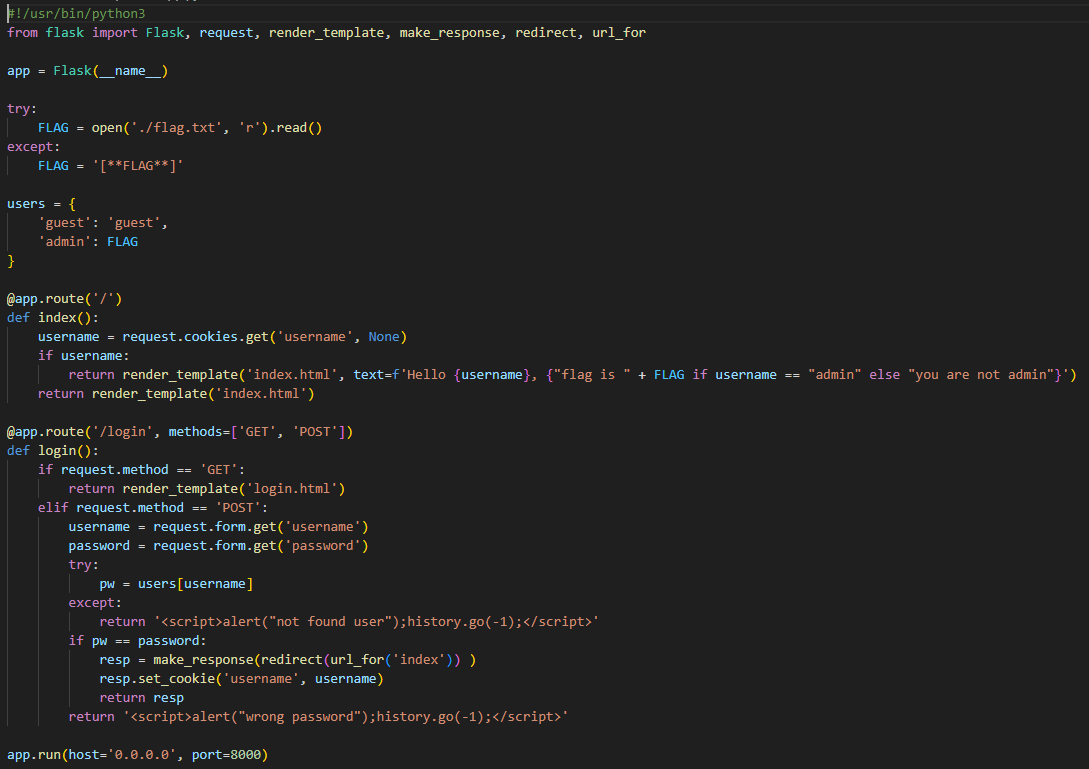 #!/usr/bin/python3
from flask import Flask, request, render_template, make_response, redirect, url_for

app = Flask(__name__)

try:
    FLAG = open('./flag.txt', 'r').read()
except:
    FLAG = '[**FLAG**]'

users = {
    'guest': 'guest',
    'admin': FLAG
}

@app.route('/')
def index():
    username = request.cookies.get('username', None)
    if username:
        return render_template('index.html', text=f'Hello {username}, {"flag is " + FLAG if username == "admin" else "you are not admin"}')
    return render_template('index.html')

@app.route('/login', methods=['GET', 'POST'])
def login():
    if request.method == 'GET':
        return render_template('login.html')
    elif request.method == 'POST':
        username = request.form.get('username')
        password = request.form.get('password')
        try:
            pw = users[username]
        except:
            return '<script>alert("not found user");history.go(-1);</script>'
        if pw == password:
            resp = make_response(redirect(url_for('index')) )
            resp.set_cookie('username', username)
            return resp
        return '<script>alert("wrong password");history.go(-1);</script>'

app.run(host='0.0.0.0', port=8000)